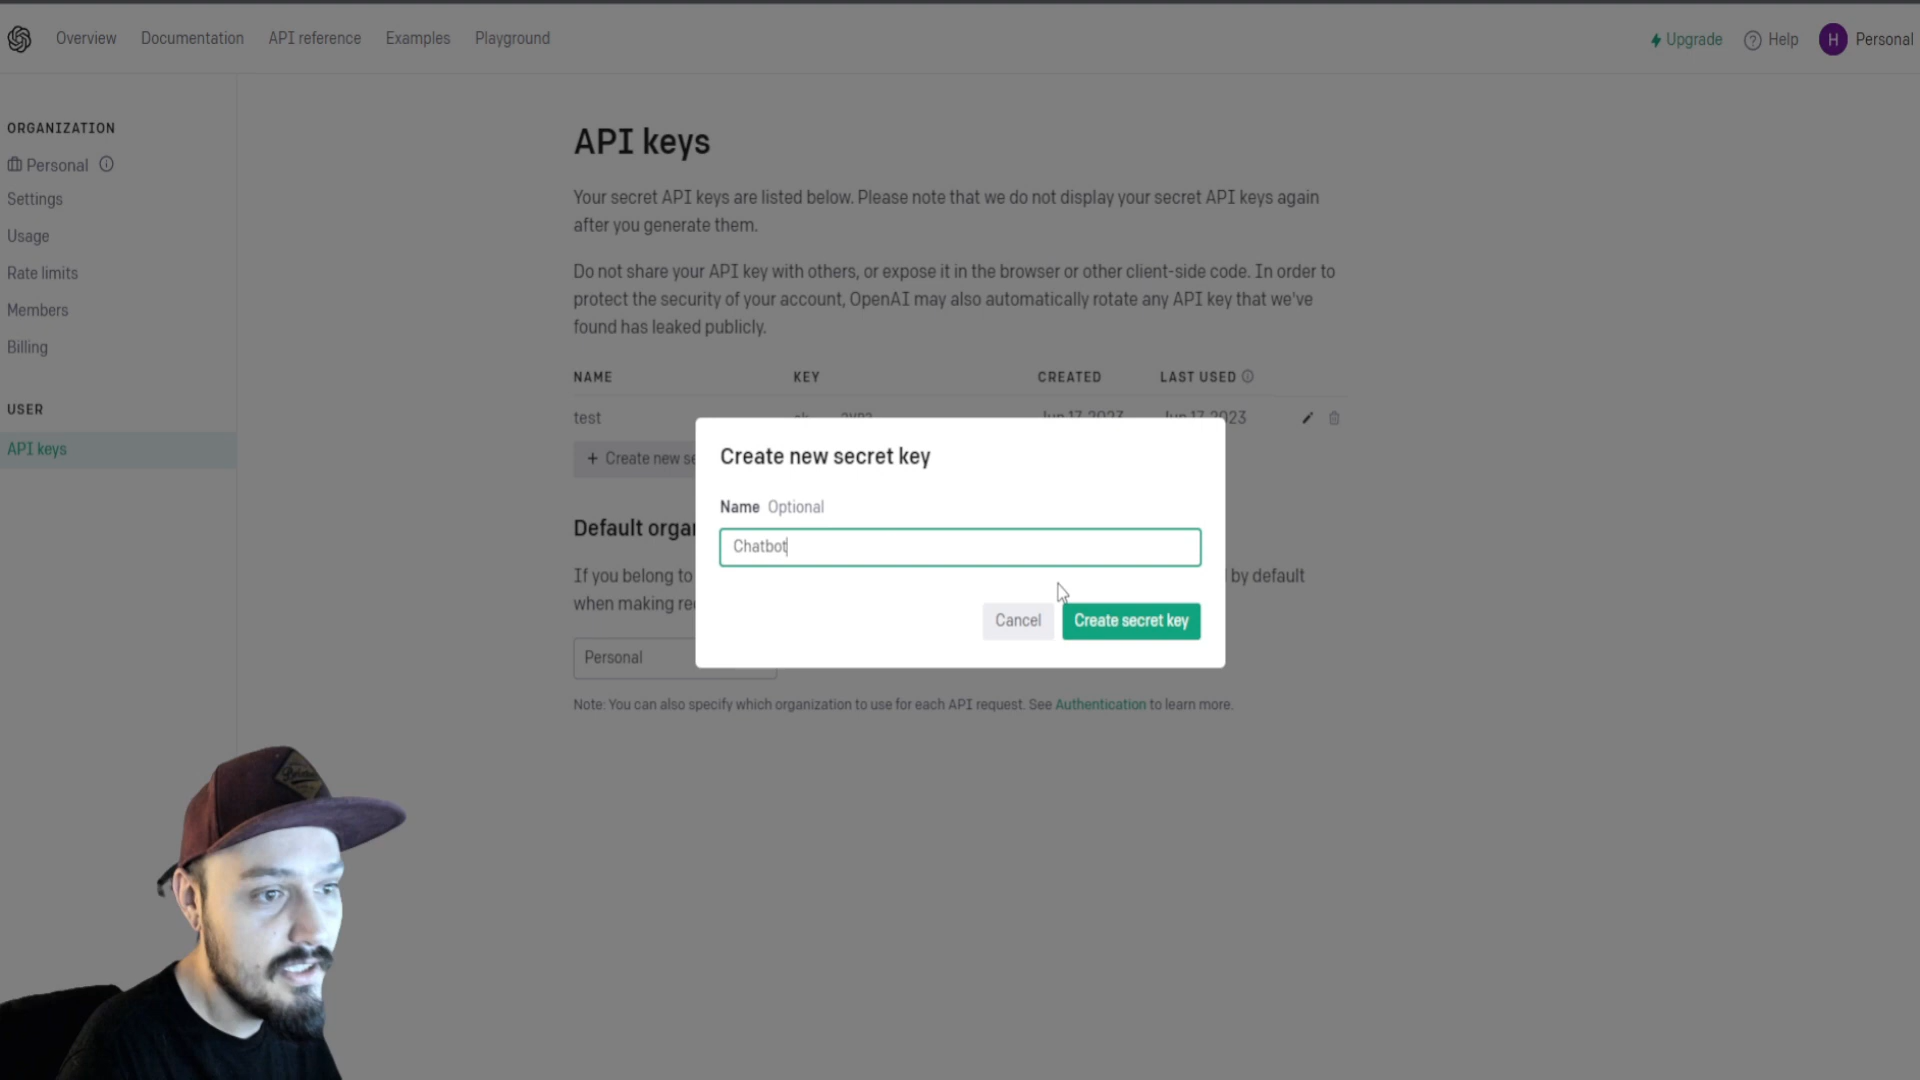 Overview Documentation API reference Examples Playground
Upgrade Help H Personal
ORGANIZATION
Personal
Settings
Usage
Rate limits
Members
Billing
USER
API keys
API keys
Your secret API keys are listed below. Please note that we do not display your secret API keys again
after you generate them.
Do not share your API key with others, or expose it in the browser or other client-side code. In order to
protect the security of your account, OpenAI may also automatically rotate any API key that we've
found has leaked publicly.
NAME KEY CREATED LAST USED
test Jun 17, 2023 Jun 17, 2023
+ Create new se
Create new secret key
Name Optional
Chatbot
Cancel Create secret key
Default orga
If you belong to by default
when making re
Personal
Note: You can also specify which organization to use for each API request. See Authentication to learn more.